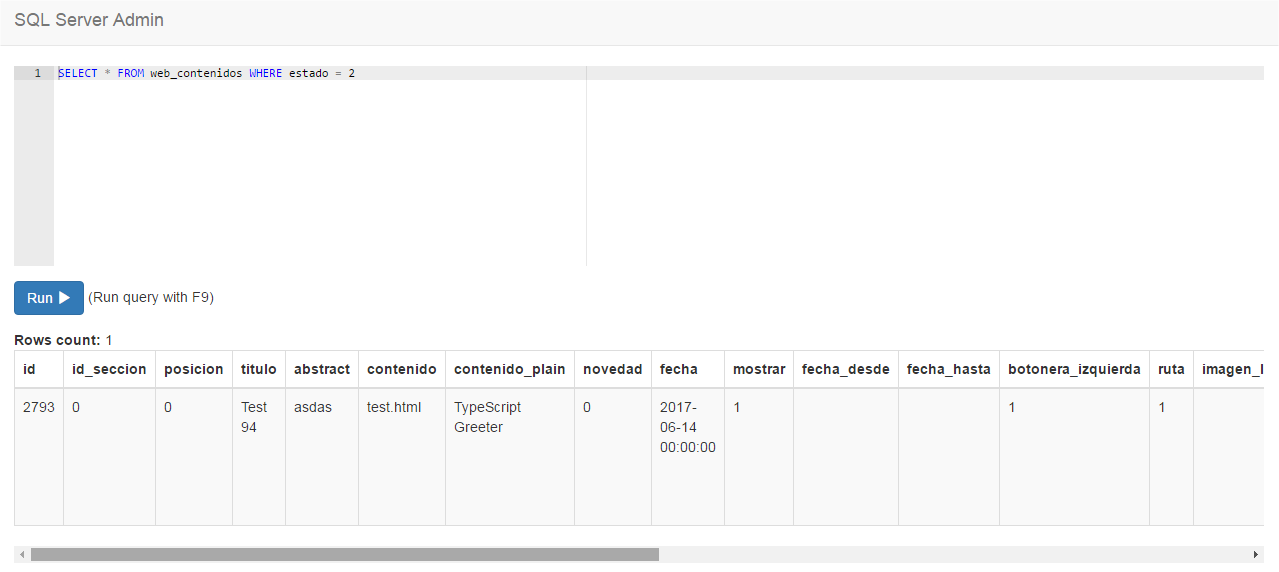 SQL Server Admin
1 SELECT * FROM web_contenidos WHERE estado = 2
Run (Run query with F9)
Rows count: 1
id id_seccion posicion titulo abstract contenido contenido_plain novedad fecha mostrar fecha_desde fecha_hasta botonera_izquierda ruta
2793 0 0 Test asdas test.html TypeScript 0 2017- 1 1 1
94 Greeter 06-14
00:00:00